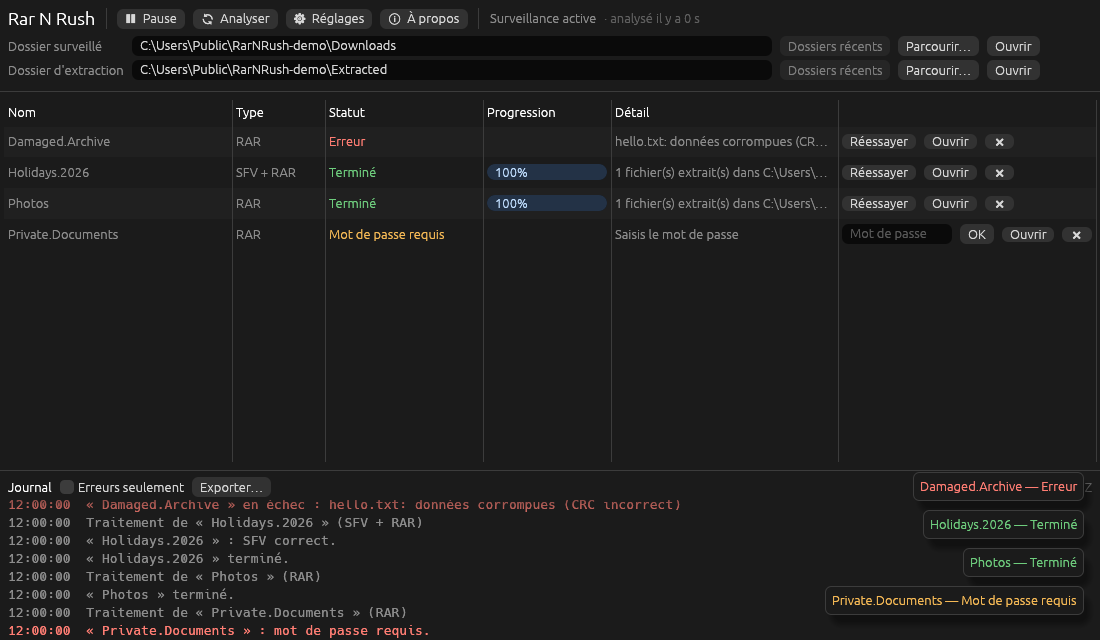 Rar N Rush Pause Analyser Réglages À propos Surveillance active · analysé il y a 0 s
Dossier surveillé C:\Users\Public\RarNRush-demo\Downloads Dossiers récents Parcourir… Ouvrir
Dossier d'extraction C:\Users\Public\RarNRush-demo\Extracted Dossiers récents Parcourir… Ouvrir
Nom Type Statut Progression Détail
Damaged.Archive RAR Erreur hello.txt: données corrompues (CR… Réessayer Ouvrir ×
Holidays.2026 SFV + RAR Terminé 100% 1 fichier(s) extrait(s) dans C:\Users\… Réessayer Ouvrir ×
Photos RAR Terminé 100% 1 fichier(s) extrait(s) dans C:\Users\… Réessayer Ouvrir ×
Private.Documents RAR Mot de passe requis Saisis le mot de passe Mot de passe OK Ouvrir ×
Journal Erreurs seulement Exporter…
12:00:00 « Damaged.Archive » en échec : hello.txt: données corrompues (CRC incorrect)
12:00:00 Traitement de « Holidays.2026 » (SFV + RAR)
12:00:00 « Holidays.2026 » : SFV correct.
12:00:00 « Holidays.2026 » terminé.
12:00:00 Traitement de « Photos » (RAR)
12:00:00 « Photos » terminé.
12:00:00 Traitement de « Private.Documents » (RAR)
12:00:00 « Private.Documents » : mot de passe requis.
Damaged.Archive — Erreur
Holidays.2026 — Terminé
Photos — Terminé
Private.Documents — Mot de passe requis